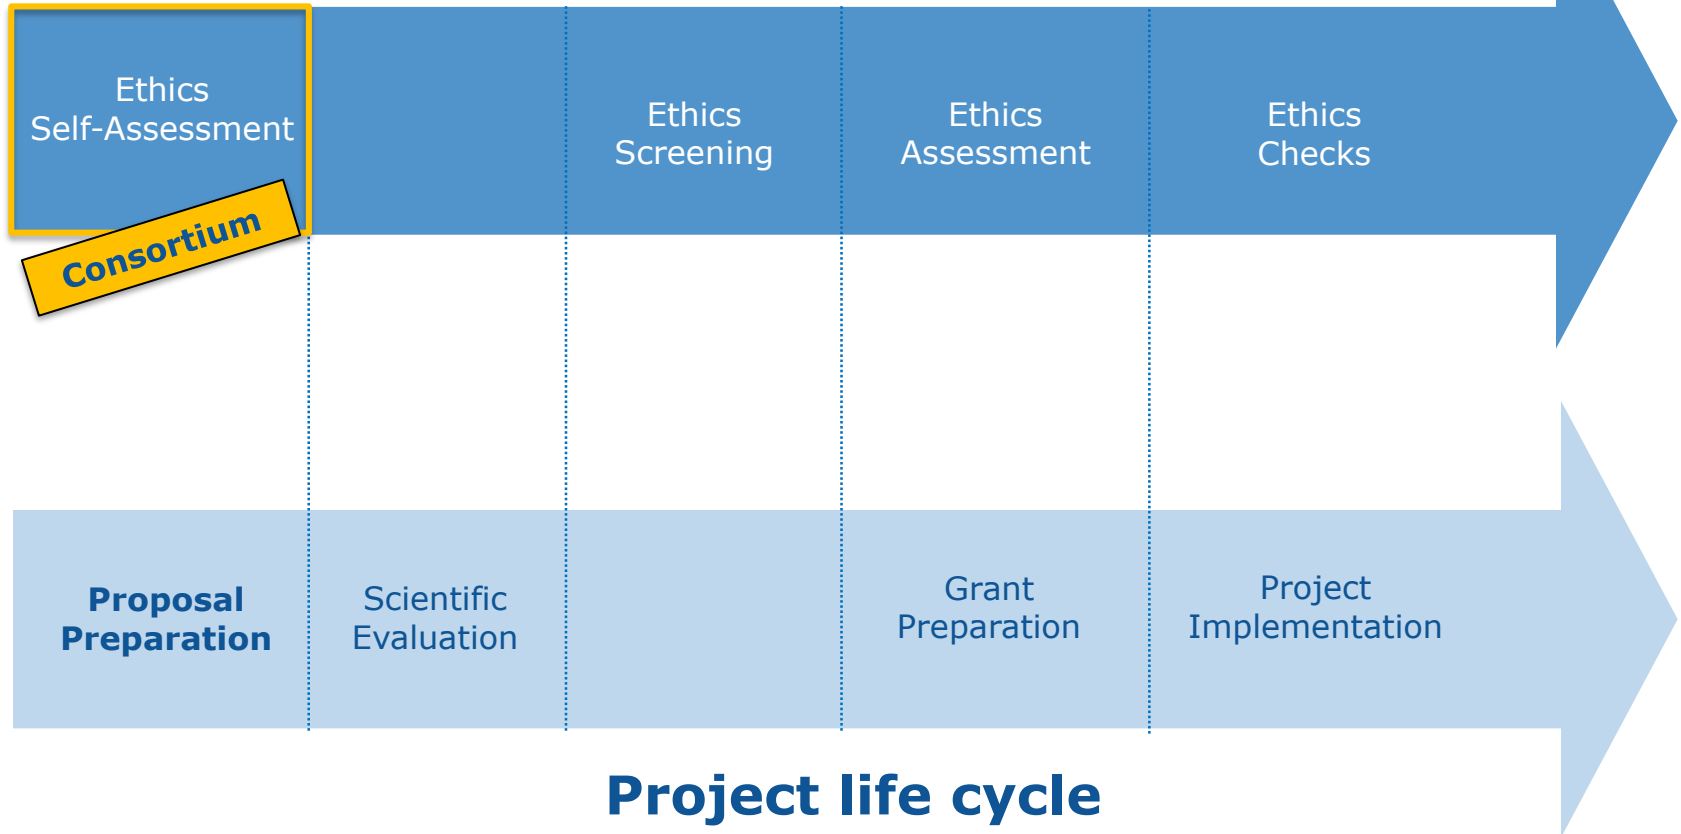 Ethics
Self-Assessment
Ethics
Screening
Ethics
Assessment
Ethics
Checks
Consortium
Proposal
Preparation
Scientific
Evaluation
Grant
Preparation
Project
Implementation
Project life cycle